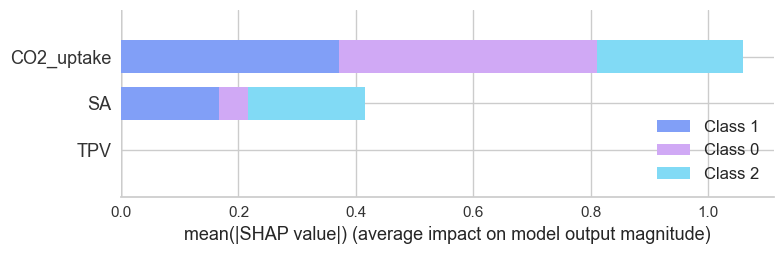 CO2_uptake
SA
TPV
Class 1
Class 0
Class 2
0.0 0.2 0.4 0.6 0.8 1.0
mean(|SHAP value|) (average impact on model output magnitude)